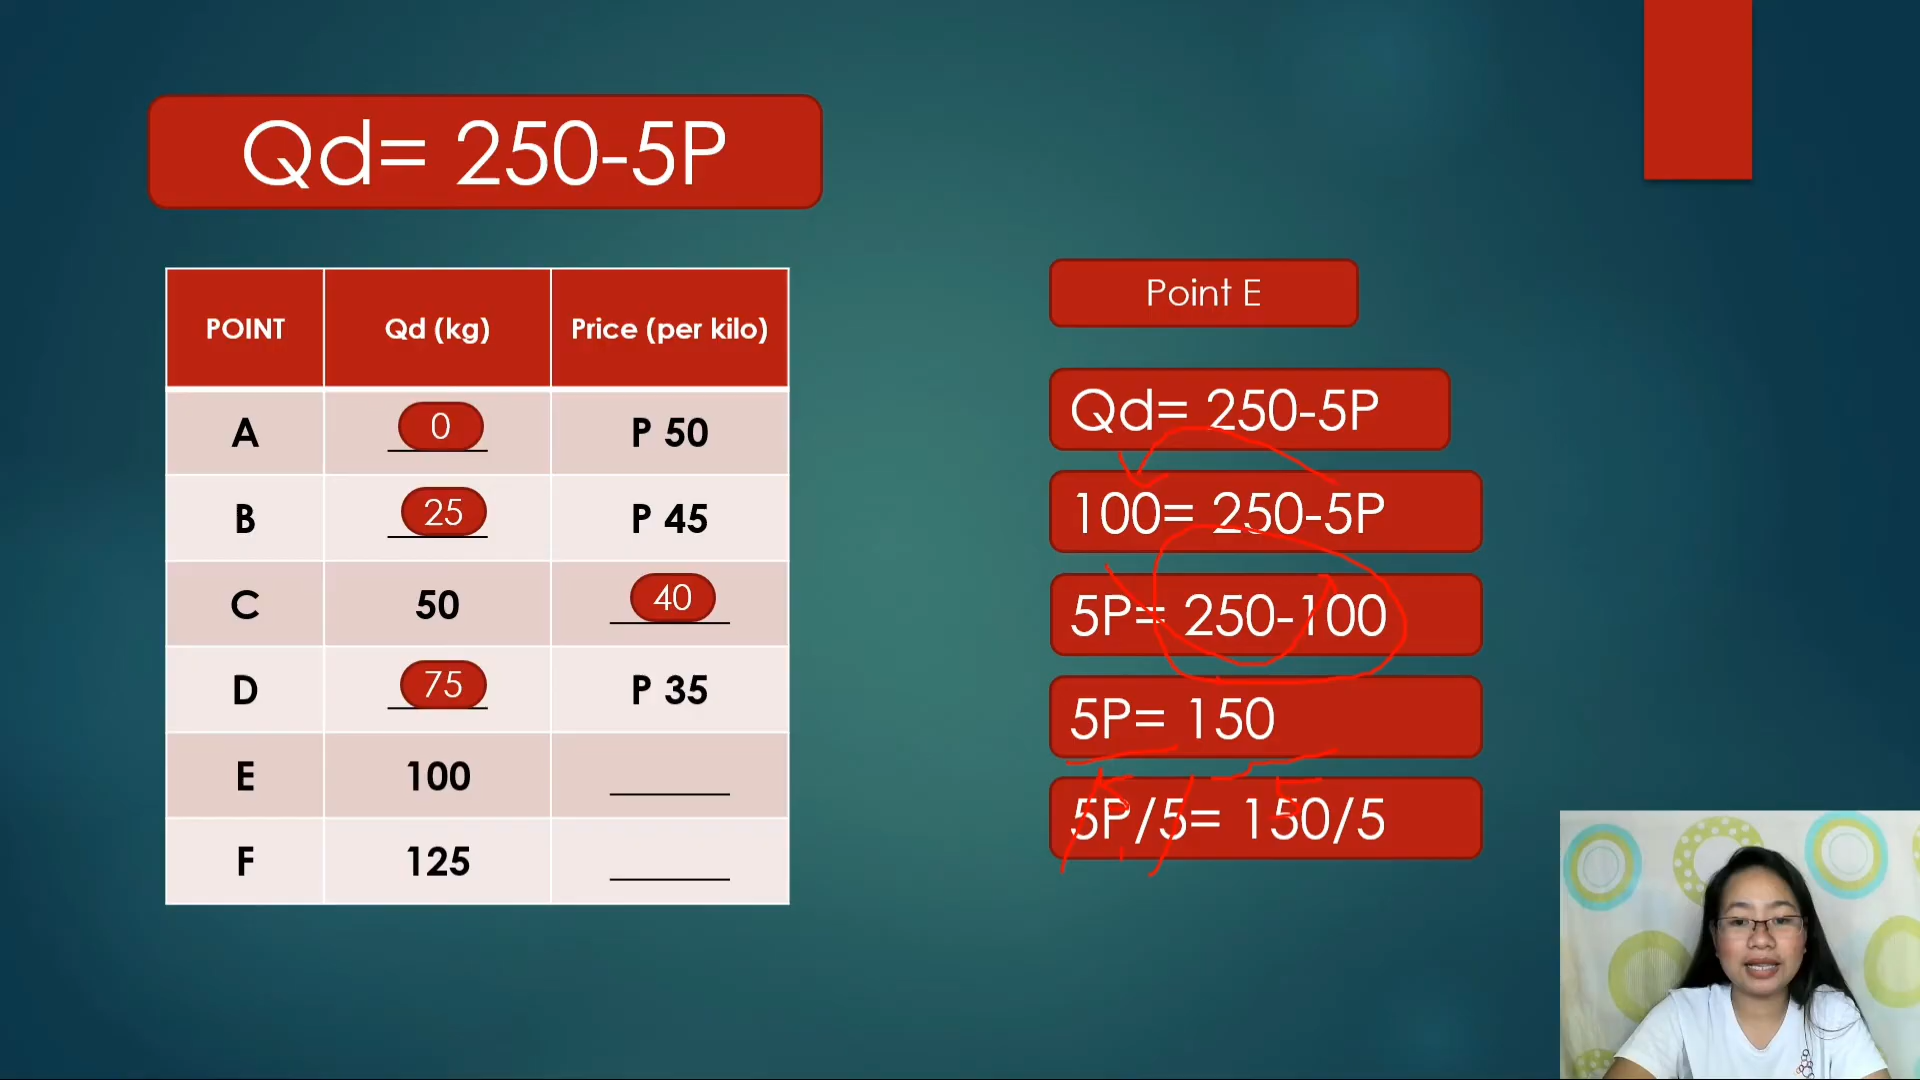 Qd= 250-5P
POINT Qd (kg) Price (per kilo)
A 0 P 50
B 25 P 45
C 50 40
D 75 P 35
E 100
F 125
Point E
Qd= 250-5P
100= 250-5P
5P= 250-100
5P= 150
5P/5= 150/5